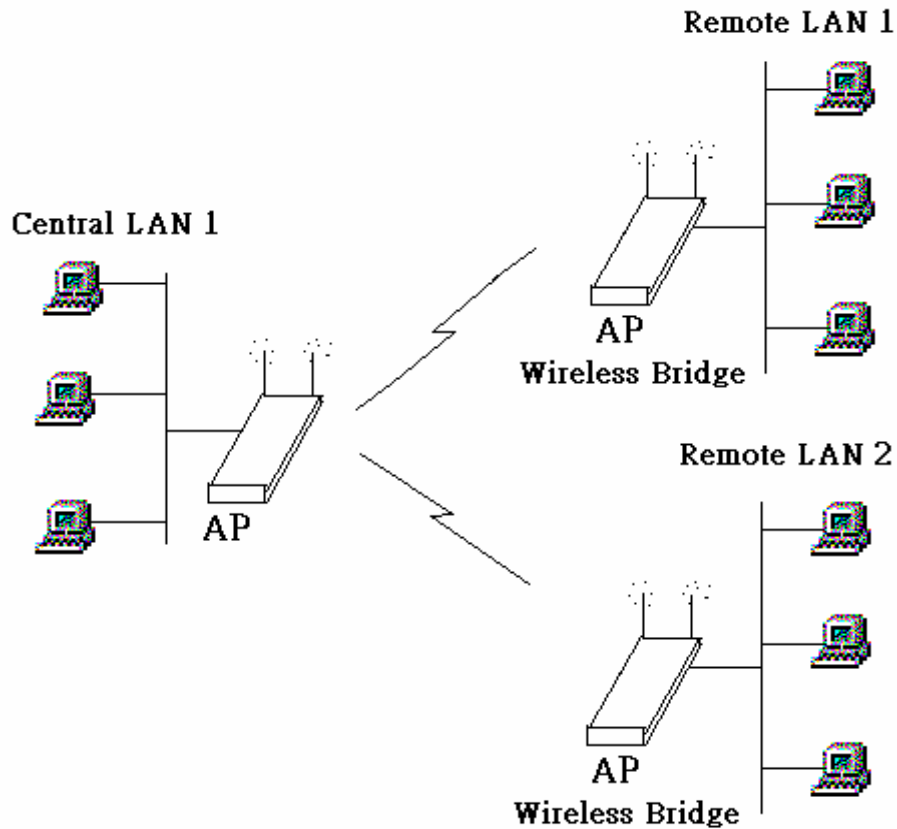 Remote LAN 1
Central LAN 1
AP
Wireless Bridge
AP
Remote LAN 2
AP
Wireless Bridge